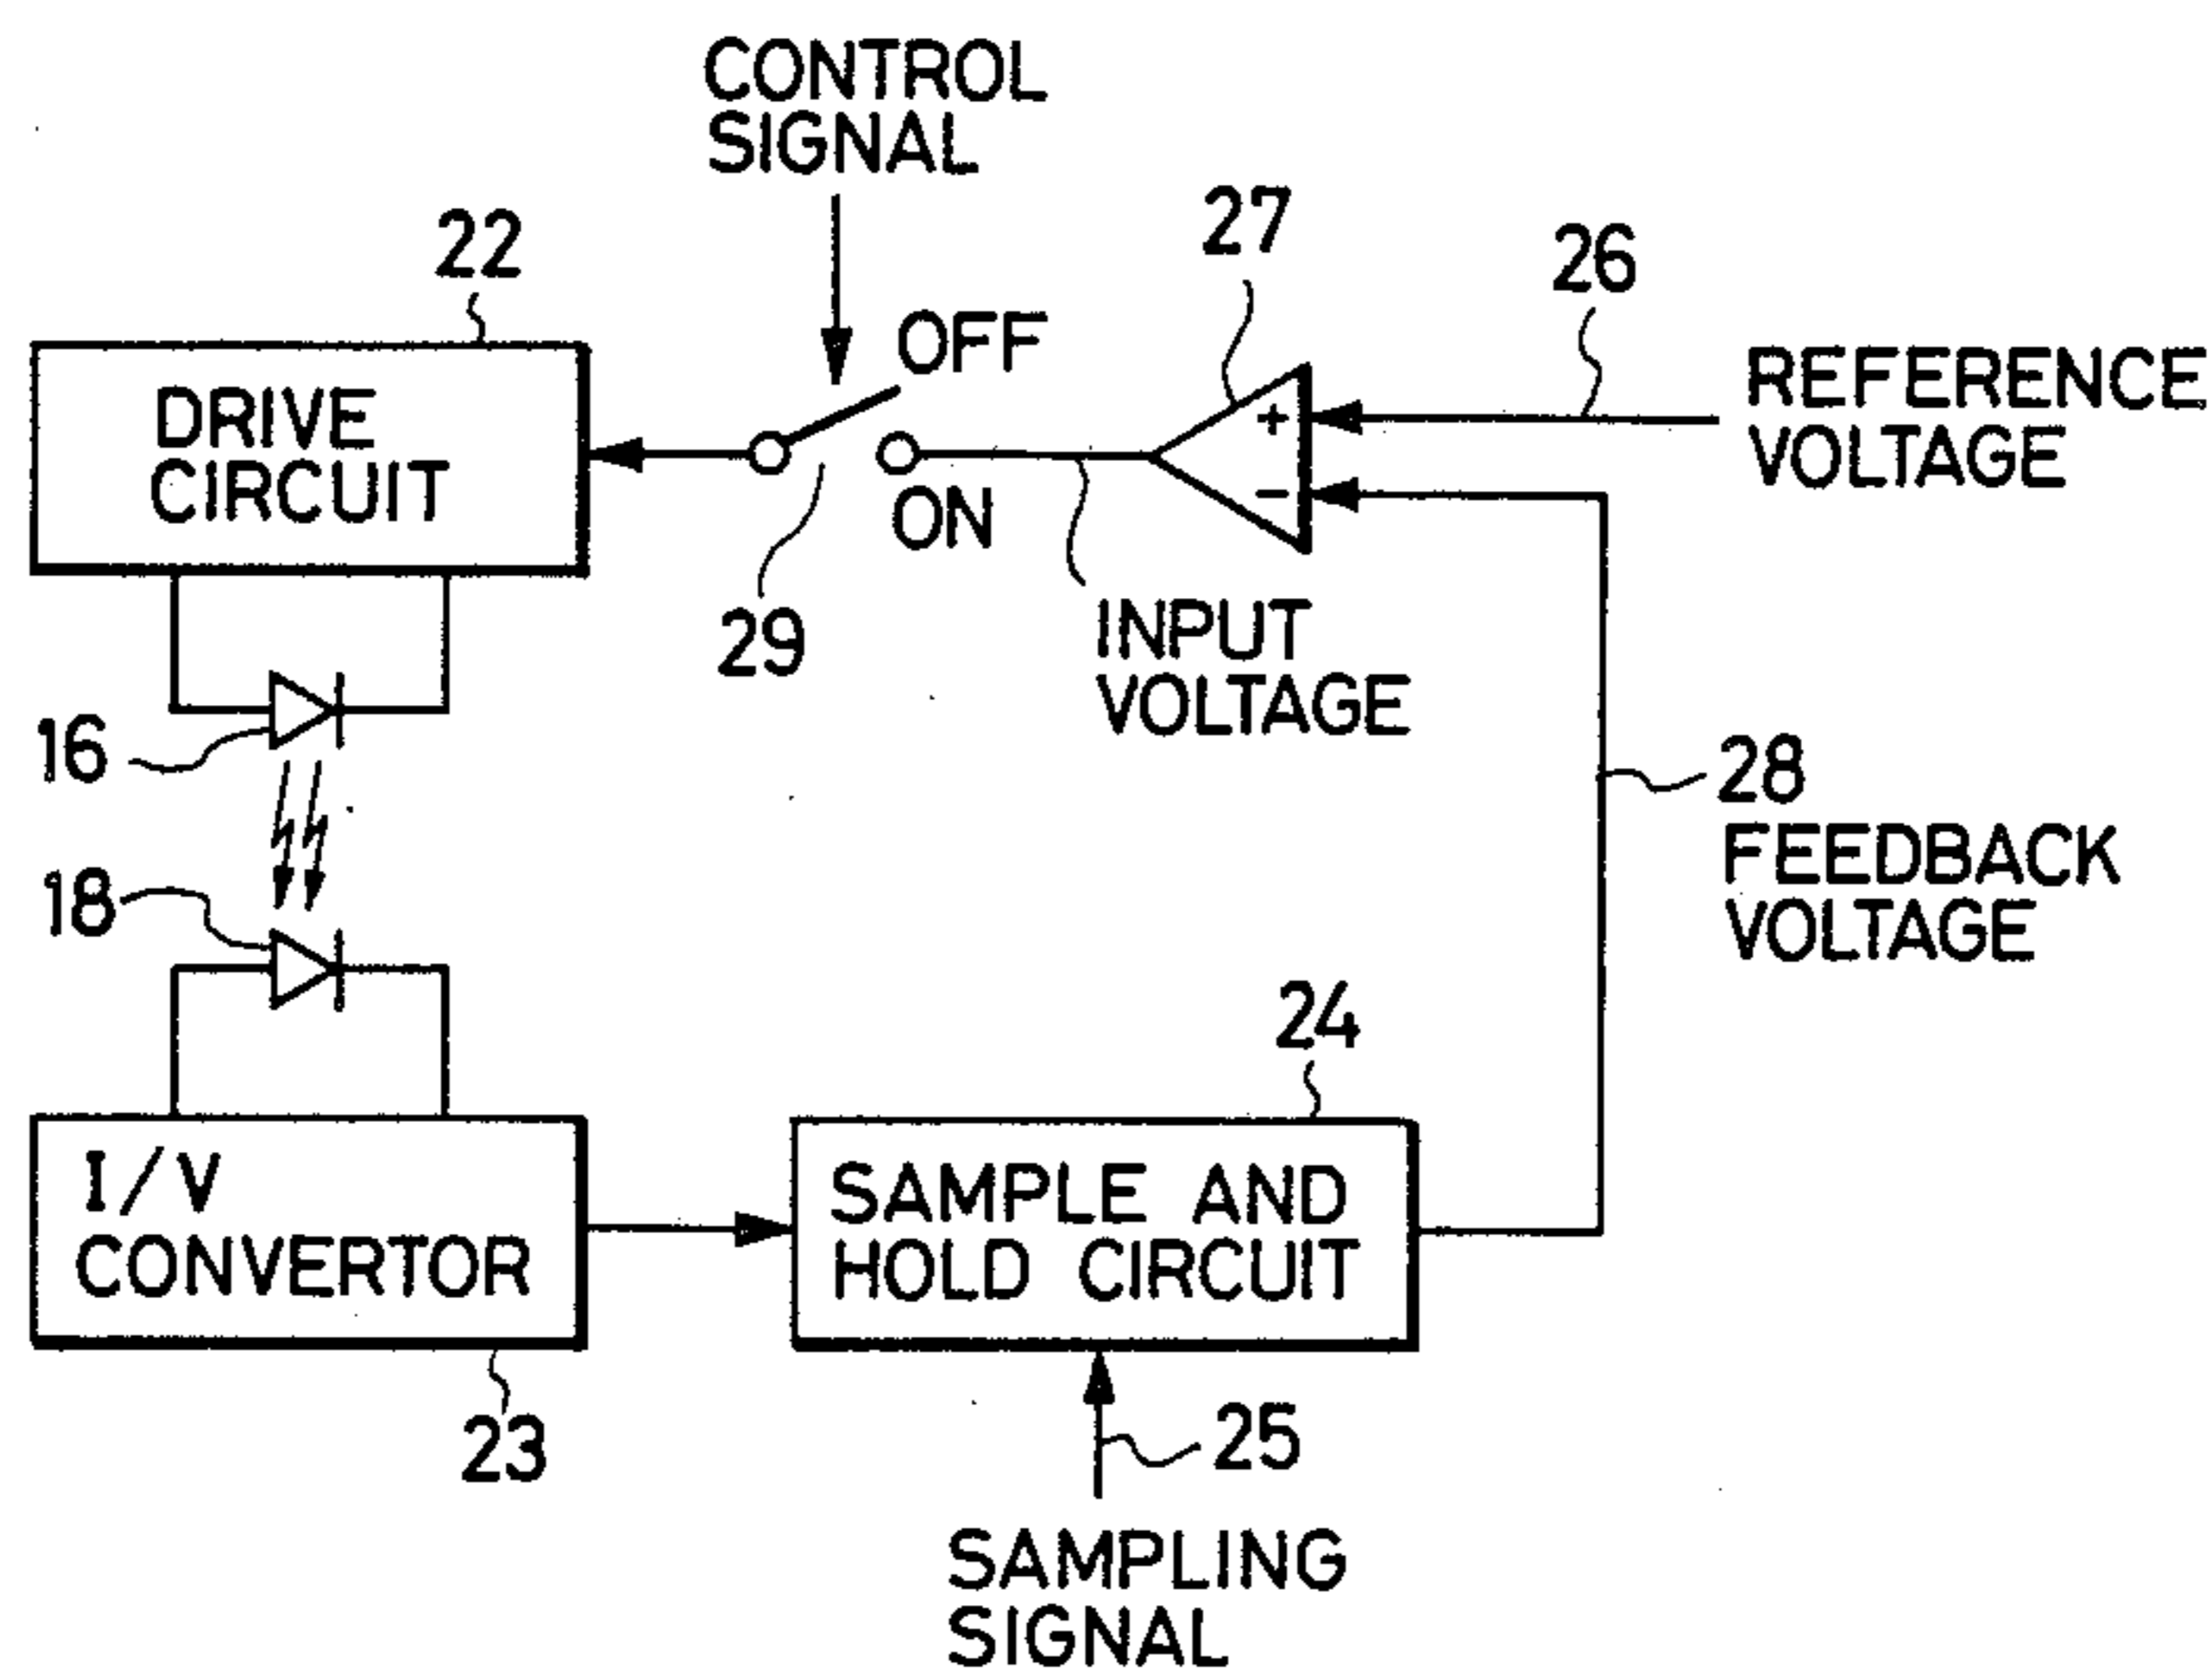 CONTROL
SIGNAL
27
22
26
OFF
REFERENCE
VOLTAGE
DRIVE
CIRCUIT
+
-
ON
29
INPUT
VOLTAGE
16
28
FEEDBACK
VOLTAGE
18
24
I/V
CONVERTOR
SAMPLE AND
HOLD CIRCUIT
23
25
SAMPLING
SIGNAL